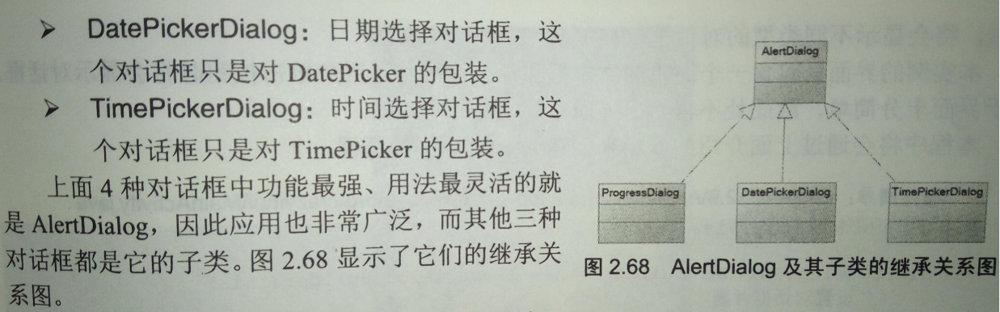 ➢ DatePickerDialog：日期选择对话框，这
个对话框只是对 DatePicker 的包装。
➢ TimePickerDialog：时间选择对话框，这
个对话框只是对 TimePicker 的包装。
上面 4 种对话框中功能最强、用法最灵活的就
是 AlertDialog，因此应用也非常广泛，而其他三种
对话框都是它的子类。图 2.68 显示了它们的继承关
系图。
AlertDialog
ProgressDialog
DatePickerDialog
TimePickerDialog
图 2.68 AlertDialog 及其子类的继承关系图